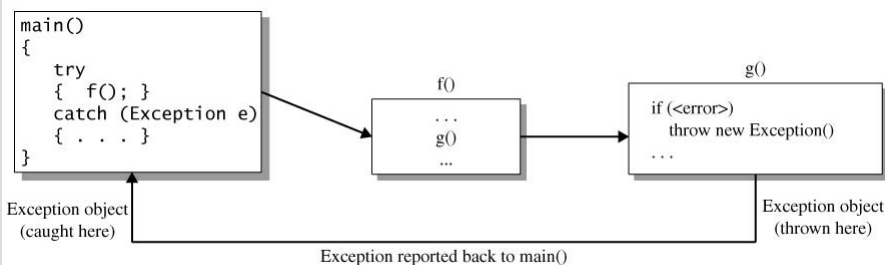 main()
{
try
{ f(); }
catch (Exception e)
{ . . . }
}
f()
. . .
g()
...
g()
if (<error>)
throw new Exception()
. . .
Exception object
(caught here)
Exception object
(thrown here)
Exception reported back to main()